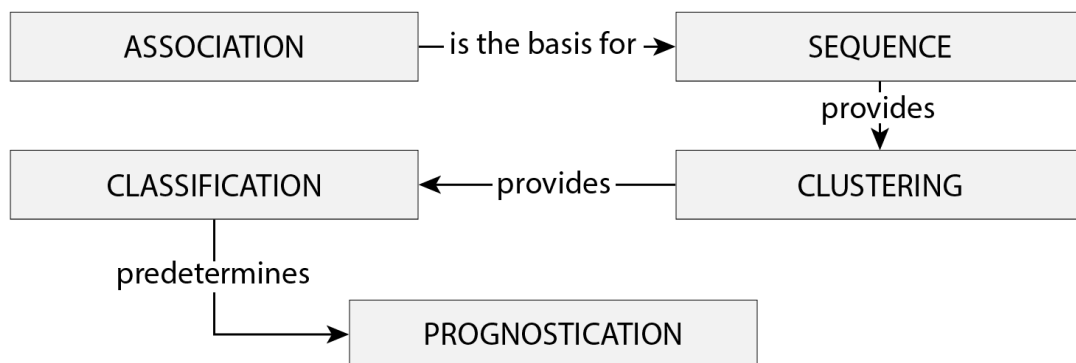 ASSOCIATION is the basis for SEQUENCE
provides
CLASSIFICATION provides CLUSTERING
predetermines
PROGNOSTICATION